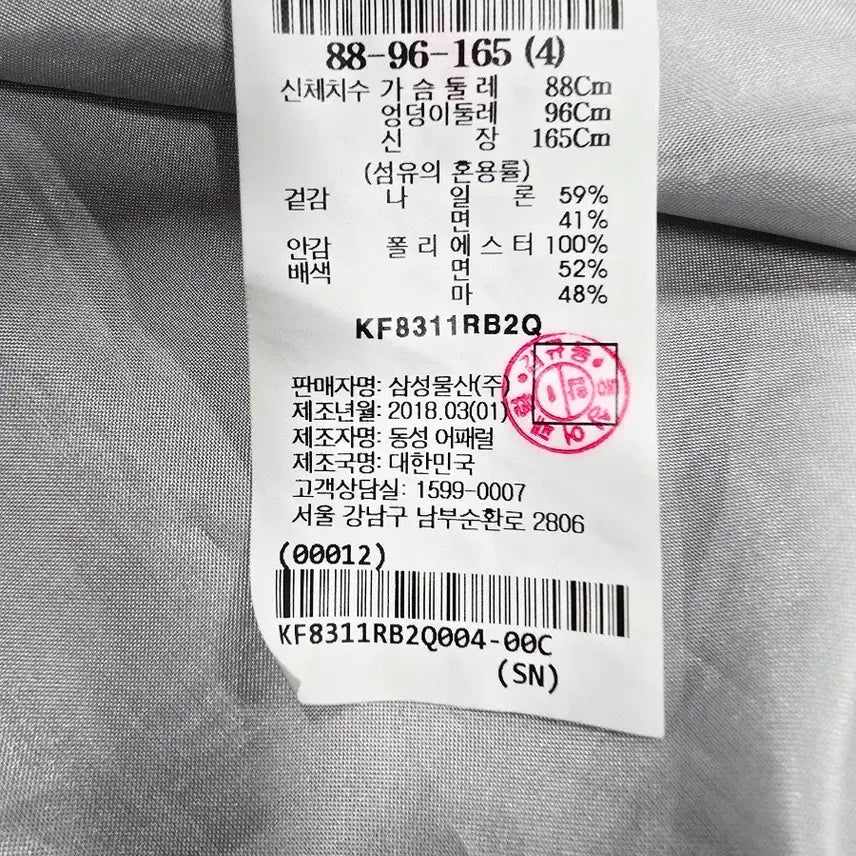 88-96-165 (4)
신체치수 가슴둘레 88Cm
엉덩이둘레 96Cm
신 장 165Cm
(섬유의 혼용률)
겉감 나 일 론 59%
면 41%
안감 폴리에스터 100%
배색 면 52%
마 48%
KF8311RB2Q
판매자명: 삼성물산(주)
제조년월: 2018.03(01)
제조자명: 동성 어패럴
제조국명: 대한민국
고객상담실: 1599-0007
서울 강남구 남부순환로 2806
(00012)
KF8311RB2Q004-00C
(SN)